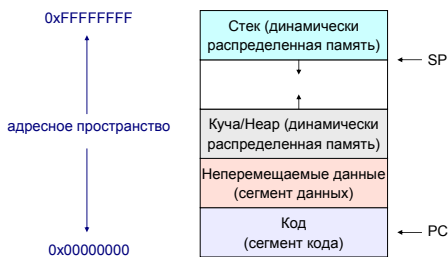 0xFFFFFFFF
адресное пространство
0x00000000
Стек (динамически
распределенная память)
Куча/Heap (динамически
распределенная память)
Неперемещаемые данные
(сегмент данных)
Код
(сегмент кода)
SP
PC